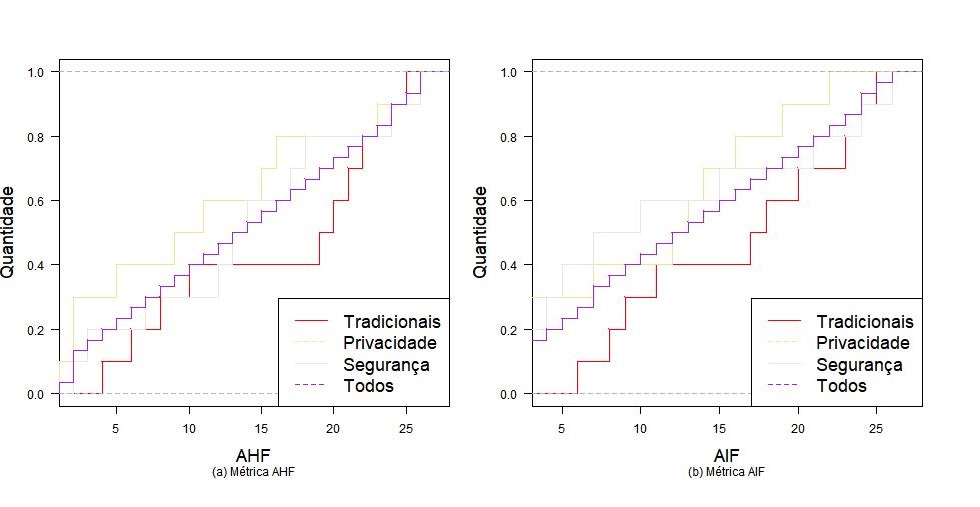 Quantidade
1.0
0.8
0.6
0.4
0.2
0.0
5 10 15 20 25
Tradicionais
Privacidade
Segurança
Todos
AHF
(a) Métrica AHF
Quantidade
1.0
0.8
0.6
0.4
0.2
0.0
5 10 15 20 25
Tradicionais
Privacidade
Segurança
Todos
AIF
(b) Métrica AIF